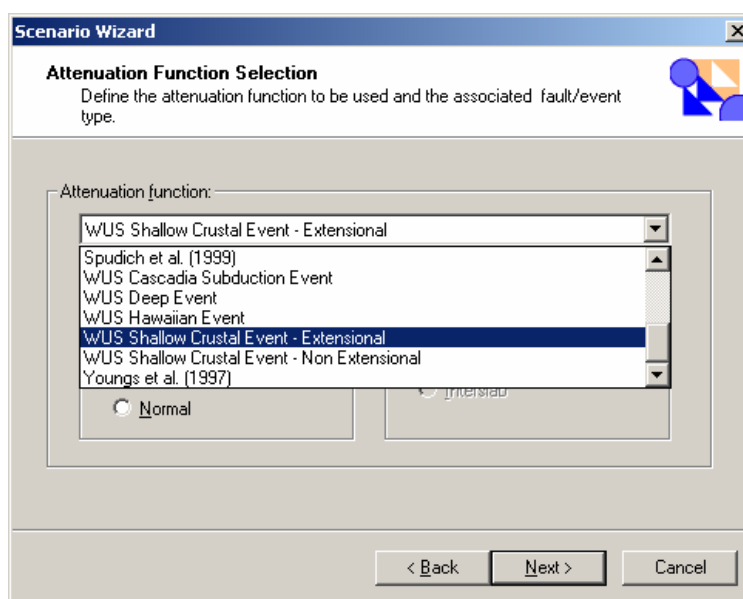 Scenario Wizard
Attenuation Function Selection
Define the attenuation function to be used and the associated fault/event
type.
Attenuation function:
WUS Shallow Crustal Event - Extensional
Spudich et al. (1999)
WUS Cascadia Subduction Event
WUS Deep Event
WUS Hawaiian Event
WUS Shallow Crustal Event - Extensional
WUS Shallow Crustal Event - Non Extensional
Youngs et al. (1997)
Normal
Interslab
< Back
Next >
Cancel